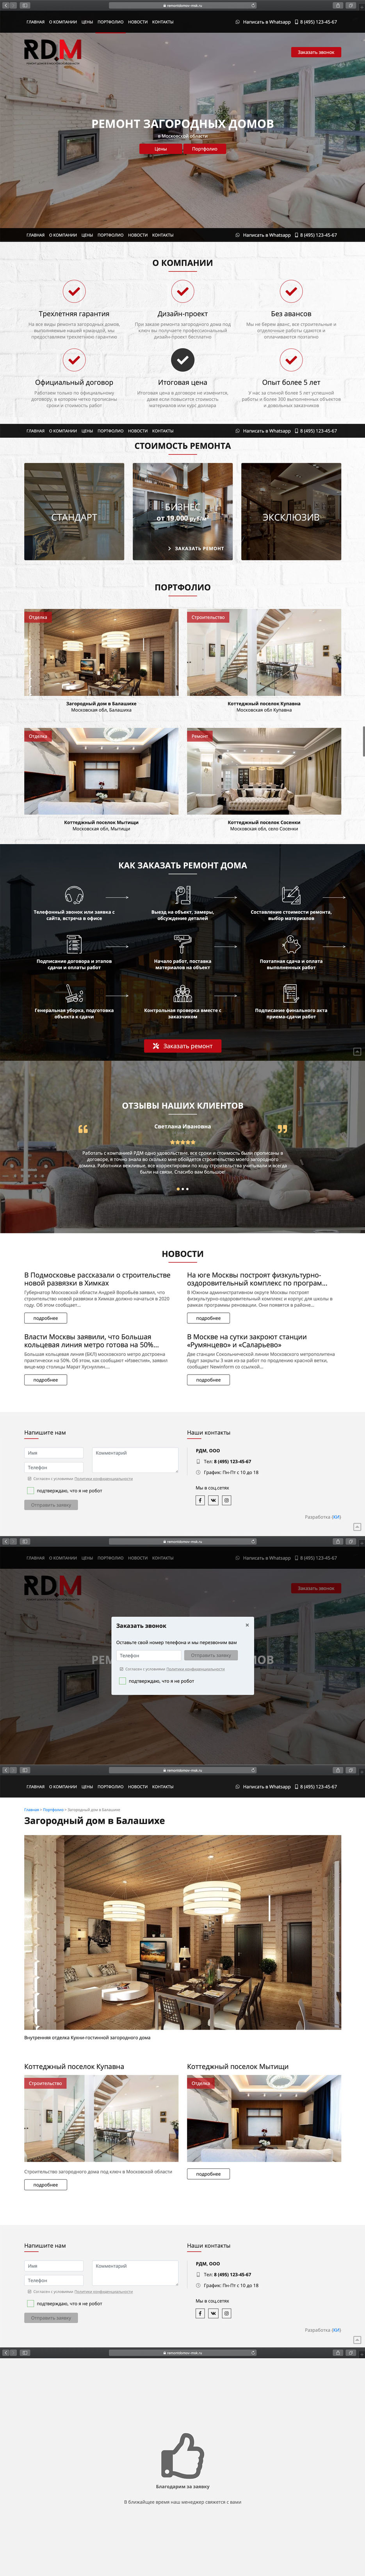 ГЛАВНАЯ О КОМПАНИИ ЦЕНЫ ПОРТФОЛИО НОВОСТИ КОНТАКТЫ Написать в Whatsapp 8 (495) 123-45-67
RD.M
Заказать звонок
РЕМОНТ ЗАГОРОДНЫХ ДОМОВ
в Московской области
Цены Портфолио
ГЛАВНАЯ О КОМПАНИИ ЦЕНЫ ПОРТФОЛИО НОВОСТИ КОНТАКТЫ Написать в Whatsapp 8 (495) 123-45-67
О КОМПАНИИ
Трехлетняя гарантия
На все виды ремонта загородных домов, выполняемые нашей командой, мы предоставляем трехлетнюю гарантию
Дизайн-проект
При заказе ремонта загородного дома под ключ вы получаете профессиональный дизайн-проект бесплатно
Без авансов
Мы не берем аванс, все строительные и отделочные работы сдаются и оплачиваются поэтапно
Официальный договор
Работаем только по официальному договору, в котором четко прописаны сроки и стоимость работ
Итоговая цена
Итоговая цена в договоре не изменится, даже если повысится стоимость материалов или курс доллара
Опыт более 5 лет
У нас за спиной более 5 лет успешной работы и более 300 выполненных объектов и довольных заказчиков
ГЛАВНАЯ О КОМПАНИИ ЦЕНЫ ПОРТФОЛИО НОВОСТИ КОНТАКТЫ Написать в Whatsapp 8 (495) 123-45-67
СТОИМОСТЬ РЕМОНТА
СТАНДАРТ
БИЗНЕС
от 19.000 руб/м²
ЗАКАЗАТЬ РЕМОНТ
ЭКСКЛЮЗИВ
ПОРТФОЛИО
Отделка
Строительство
Загородный дом в Балашихе
Московская обл, Балашиха
Коттеджный поселок Купавна
Московская обл Купавна
Отделка
Ремонт
Коттеджный поселок Мытищи
Московская обл, Мытищи
Коттеджный поселок Сосенки
Московская обл, село Сосенки
КАК ЗАКАЗАТЬ РЕМОНТ ДОМА
Телефонный звонок или заявка с сайта, встреча в офисе
Выезд на объект, замеры, обсуждение деталей
Составление стоимости ремонта, выбор материалов
Подписание договора и этапов сдачи и оплаты работ
Начало работ, поставка материалов на объект
Поэтапная сдача и оплата выполненных работ
Генеральная уборка, подготовка объекта к сдачи
Контрольная проверка вместе с заказчиком
Подписание финального акта приема-сдачи работ
Заказать ремонт
ОТЗЫВЫ НАШИХ КЛИЕНТОВ
Светлана Ивановна
Работать с компанией РДМ одно удовольствие, все сроки и стоимость были прописаны в договоре, я точно знала во сколько мне обойдется строительство моего загородного домика. Работники вежливые, все корректировки по ходу строительства учитывали и всегда были на связи. Спасибо вам большое!
НОВОСТИ
В Подмосковье рассказали о строительстве новой развязки в Химках
Губернатор Московской области Андрей Воробьёв заявил, что строительство новой развязки в Химках должно начаться в 2020 году. Об этом сообщает...
подробнее
На юге Москвы построят физкультурно-оздоровительный комплекс по програм...
В Южном административном округе Москвы построят физкультурно-оздоровительный комплекс и корпус для школы в рамках программы реновации. Они появятся в районе...
подробнее
Власти Москвы заявили, что Большая кольцевая линия метро готова на 50%...
Большая кольцевая линия (БКЛ) московского метро достроена практически на 50%. Об этом, как сообщают «Известия», заявил вице-мэр столицы Марат Хуснуллин....
подробнее
В Москве на сутки закроют станции «Румянцево» и «Саларьево»
Две станции Сокольнической линии Московского метрополитена будут закрыты 3 мая из-за работ по продлению красной ветки, сообщает Newinform со ссылкой...
подробнее
Напишите нам
Имя
Комментарий
Телефон
Согласен с условиями Политики конфиденциальности
подтверждаю, что я не робот
Отправить заявку
Наши контакты
РДМ, ООО
Тел: 8 (495) 123-45-67
График: Пн-Пт с 10 до 18
Мы в соц.сетях
Разработка (КИ)
ГЛАВНАЯ О КОМПАНИИ ЦЕНЫ ПОРТФОЛИО НОВОСТИ КОНТАКТЫ Написать в Whatsapp 8 (495) 123-45-67
RD.M
Заказать звонок
Заказать звонок ×
Оставьте свой номер телефона и мы перезвоним вам
Телефон
Отправить заявку
Согласен с условиями Политики конфиденциальности
подтверждаю, что я не робот
ГЛАВНАЯ О КОМПАНИИ ЦЕНЫ ПОРТФОЛИО НОВОСТИ КОНТАКТЫ Написать в Whatsapp 8 (495) 123-45-67
Главная > Портфолио > Загородный дом в Балашихе
Загородный дом в Балашихе
Внутренняя отделка Кухни-гостинной загородного дома
Коттеджный поселок Купавна
Строительство
Строительство загородного дома под ключ в Московской области
подробнее
Коттеджный поселок Мытищи
Отделка
подробнее
Напишите нам
Имя
Комментарий
Телефон
Согласен с условиями Политики конфиденциальности
подтверждаю, что я не робот
Отправить заявку
Наши контакты
РДМ, ООО
Тел: 8 (495) 123-45-67
График: Пн-Пт с 10 до 18
Мы в соц.сетях
Разработка (КИ)
Благодарим за заявку
В ближайшее время наш менеджер свяжется с вами